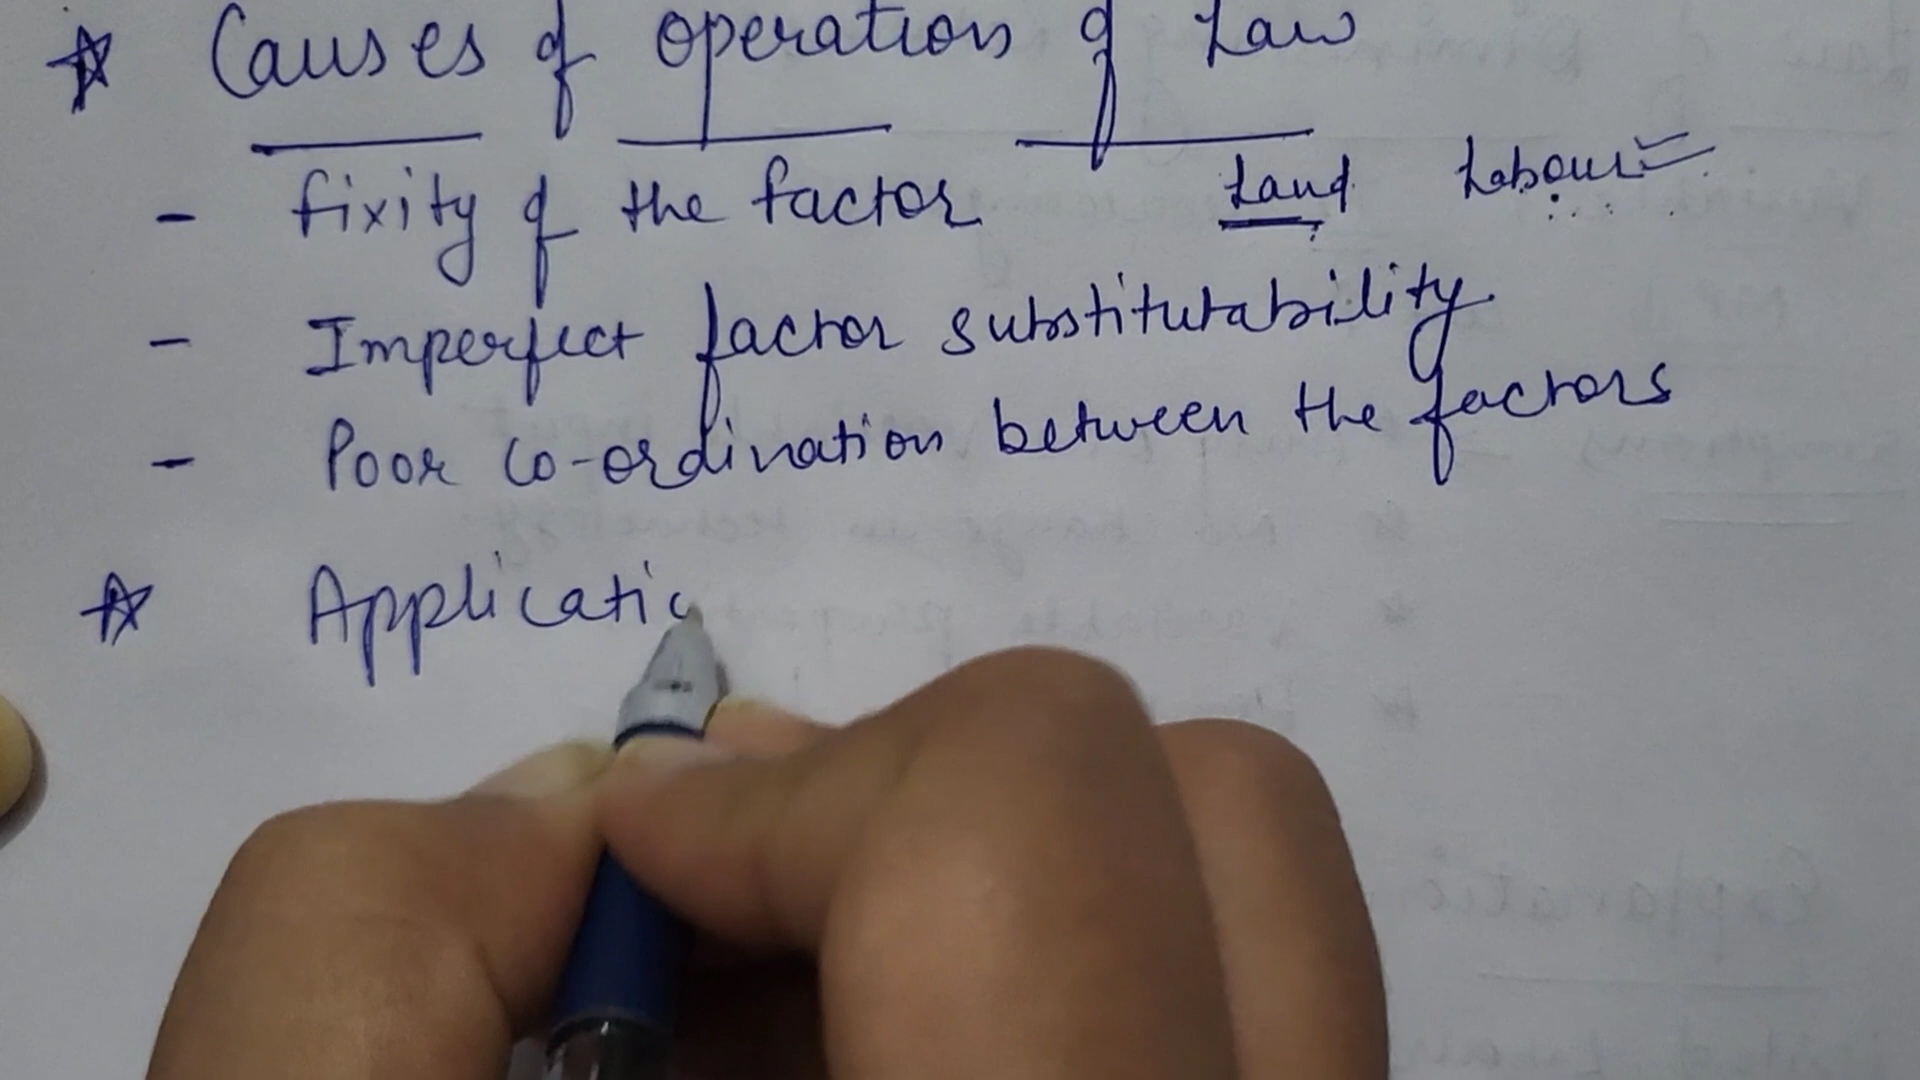 ☆ Causes of operation of Law
- fixity of the factor Land Labour
- Imperfect factor substitutability
- Poor co-ordination between the factors
☆ Applicatio